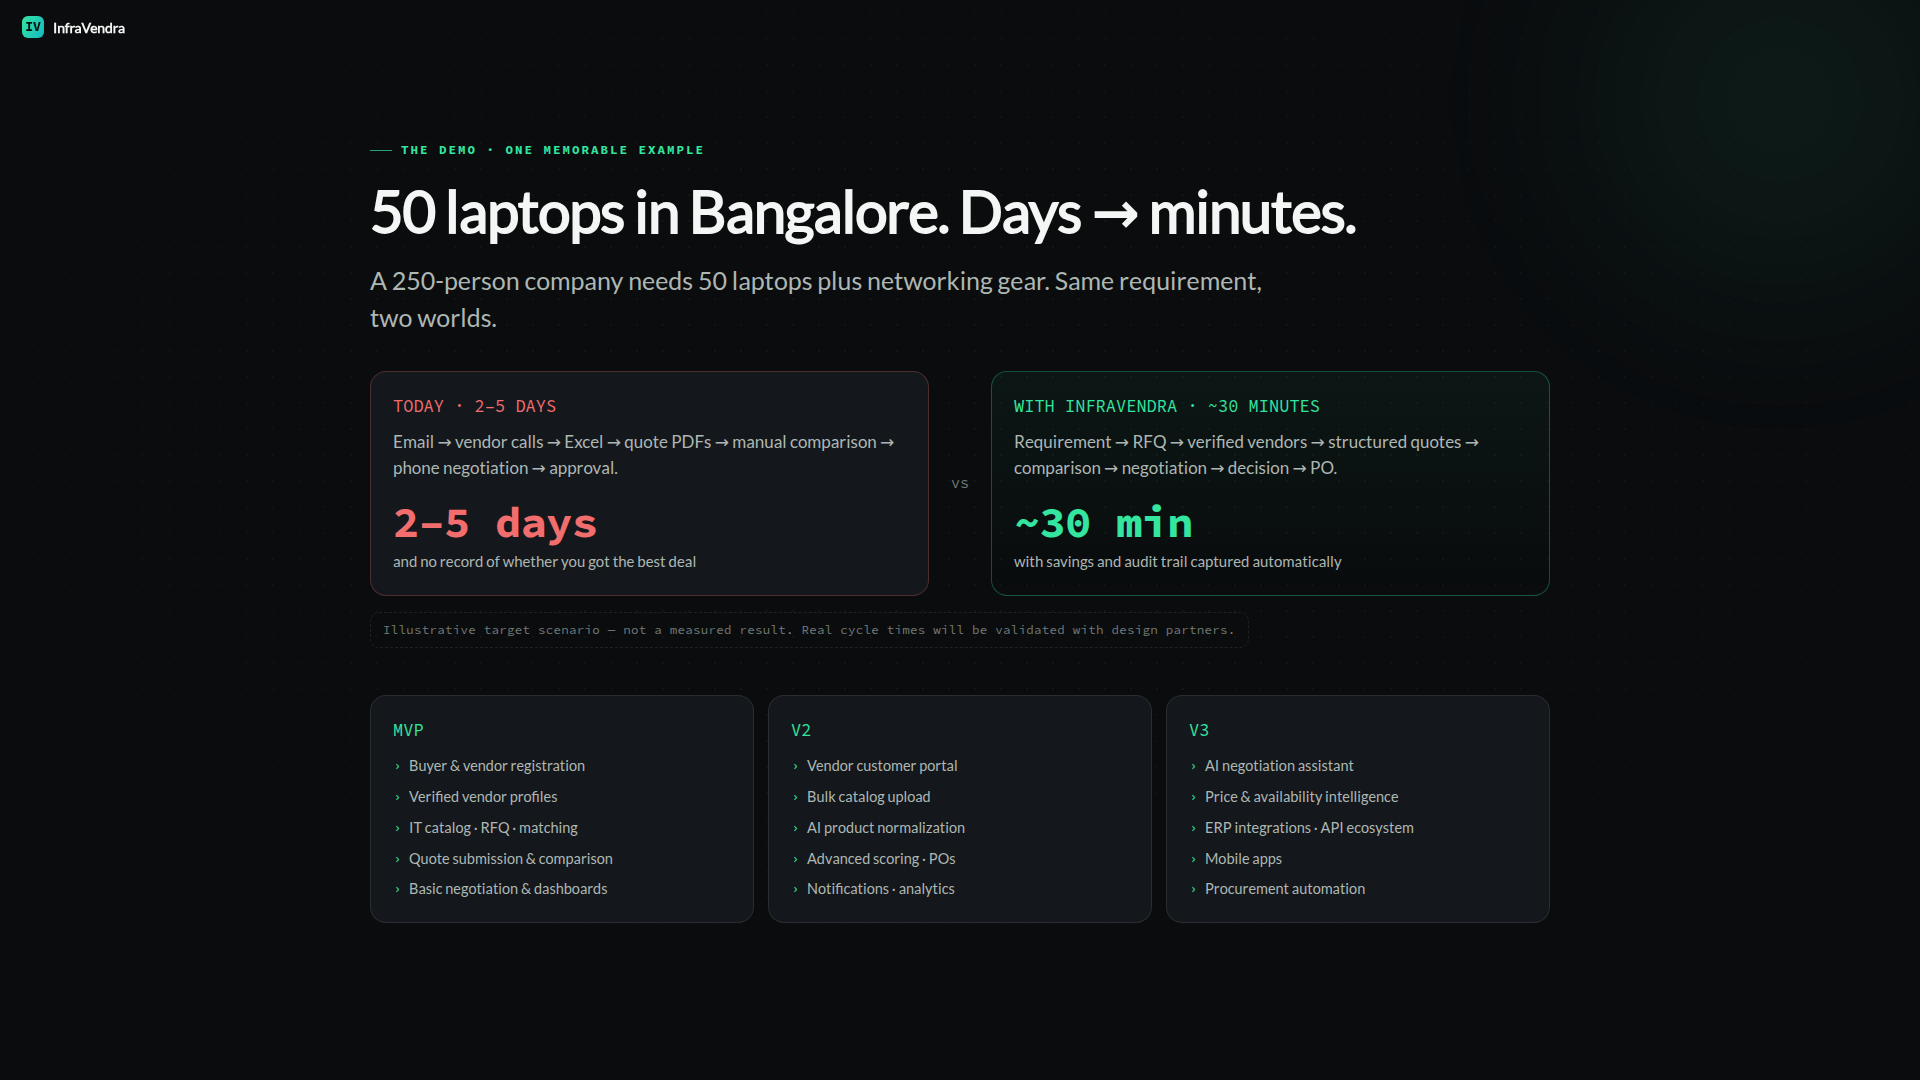 IV InfraVendra
THE DEMO · ONE MEMORABLE EXAMPLE
50 laptops in Bangalore. Days → minutes.
A 250-person company needs 50 laptops plus networking gear. Same requirement,
two worlds.
TODAY · 2–5 DAYS
Email → vendor calls → Excel → quote PDFs → manual comparison →
phone negotiation → approval.
2–5 days
and no record of whether you got the best deal
vs
WITH INFRAVENDRA · ~30 MINUTES
Requirement → RFQ → verified vendors → structured quotes →
comparison → negotiation → decision → PO.
~30 min
with savings and audit trail captured automatically
Illustrative target scenario — not a measured result. Real cycle times will be validated with design partners.
MVP
› Buyer & vendor registration
› Verified vendor profiles
› IT catalog · RFQ · matching
› Quote submission & comparison
› Basic negotiation & dashboards
V2
› Vendor customer portal
› Bulk catalog upload
› AI product normalization
› Advanced scoring · POs
› Notifications · analytics
V3
› AI negotiation assistant
› Price & availability intelligence
› ERP integrations · API ecosystem
› Mobile apps
› Procurement automation